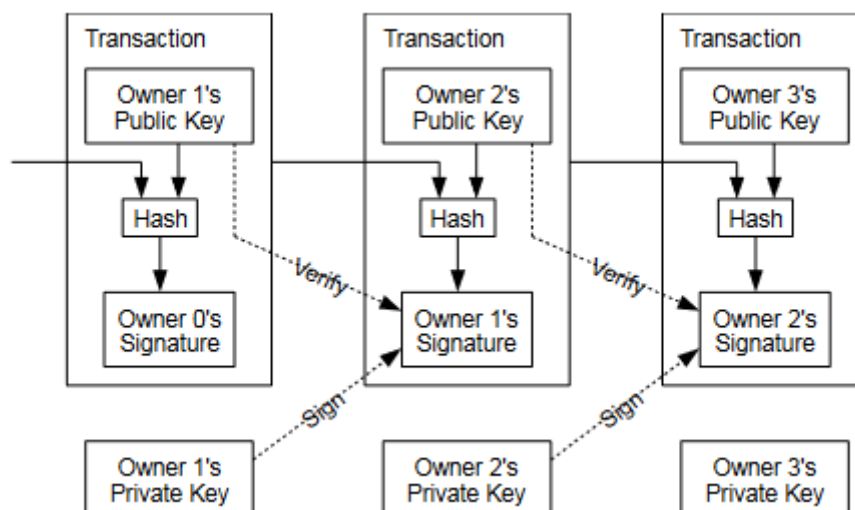 Transaction
Transaction
Transaction
Owner 1's
Public Key
Owner 2's
Public Key
Owner 3's
Public Key
Hash
Hash
Hash
Verify
Verify
Owner 0's
Signature
Owner 1's
Signature
Owner 2's
Signature
Sign
Sign
Owner 1's
Private Key
Owner 2's
Private Key
Owner 3's
Private Key